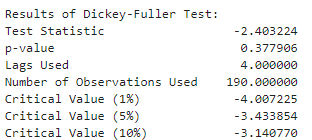 Results of Dickey-Fuller Test:
Test Statistic -2.403224
p-value 0.377906
Lags Used 4.000000
Number of Observations Used 190.000000
Critical Value (1%) -4.007225
Critical Value (5%) -3.433854
Critical Value (10%) -3.140770